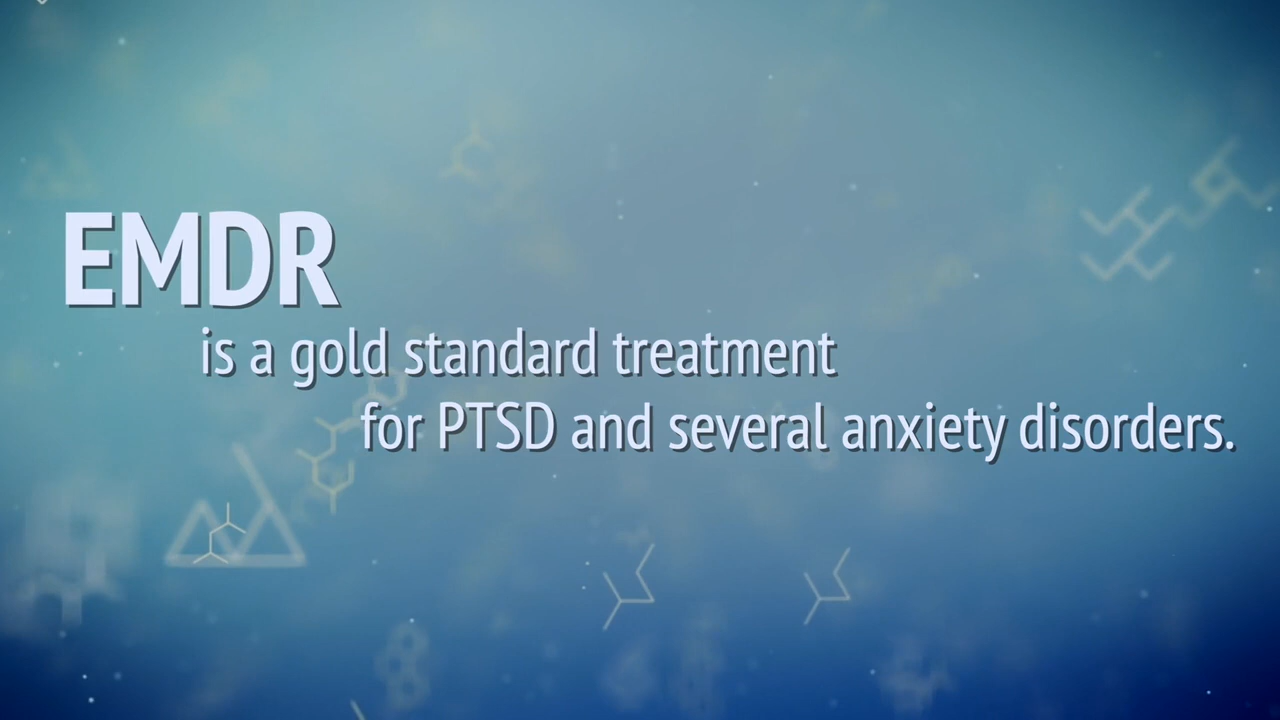 EMDR
is a gold standard treatment
for PTSD and several anxiety disorders.